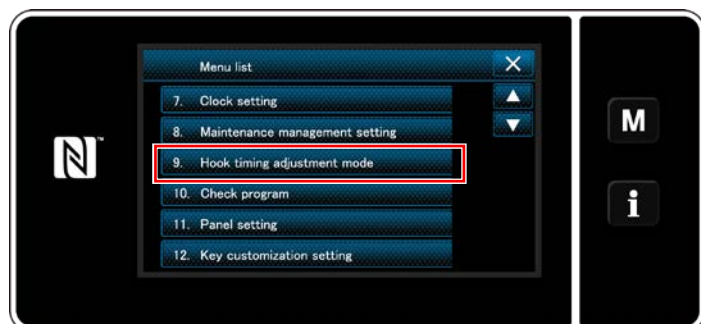 Menu list
7. Clock setting
8. Maintenance management setting
9. Hook timing adjustment mode
10. Check program
11. Panel setting
12. Key customization setting
N™
M
i